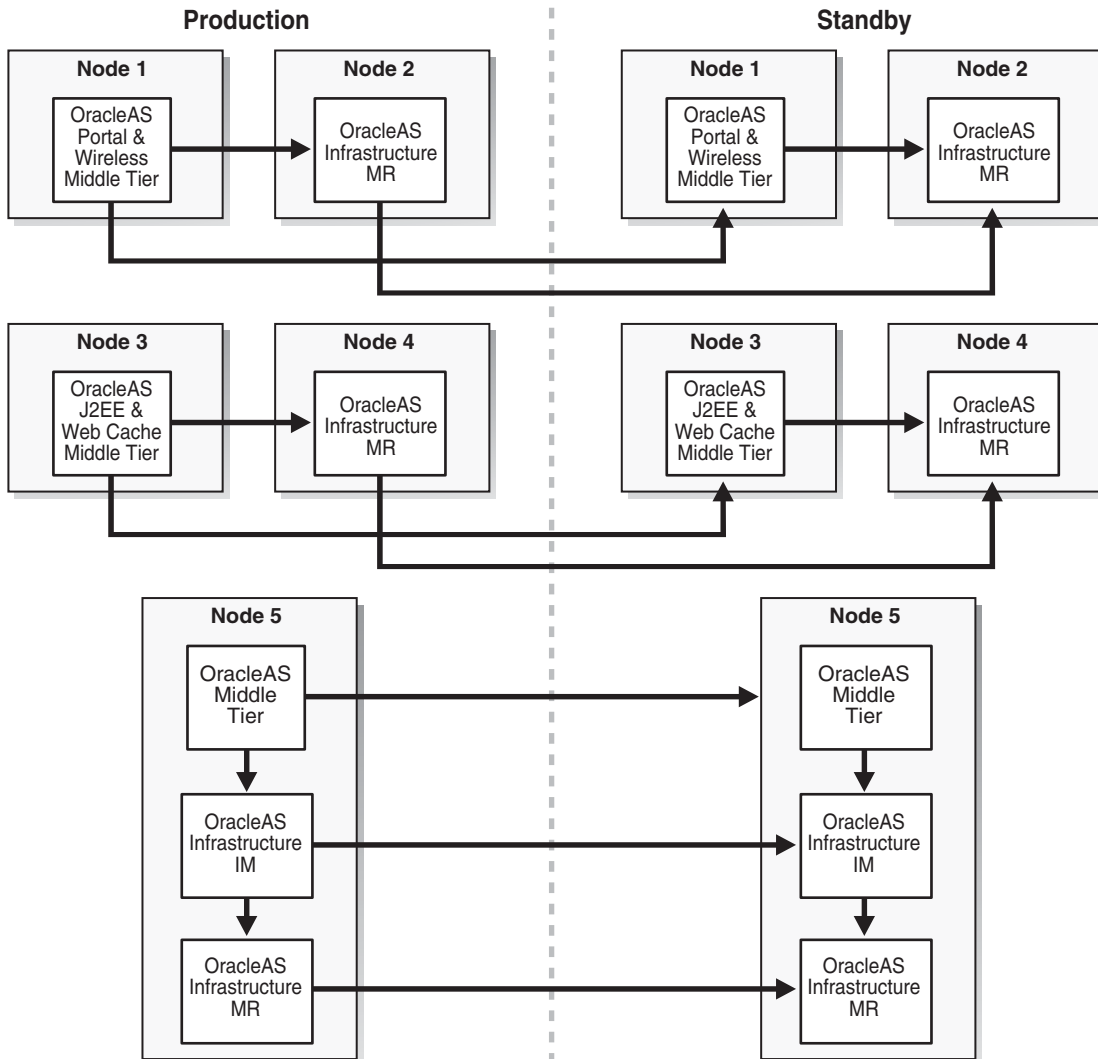 Production
Standby
Node 1
OracleAS
Portal &
Wireless
Middle Tier
Node 2
OracleAS
Infrastructure
MR
Node 1
OracleAS
Portal &
Wireless
Middle Tier
Node 2
OracleAS
Infrastructure
MR
Node 3
OracleAS
J2EE &
Web Cache
Middle Tier
Node 4
OracleAS
Infrastructure
MR
Node 3
OracleAS
J2EE &
Web Cache
Middle Tier
Node 4
OracleAS
Infrastructure
MR
Node 5
OracleAS
Middle
Tier
OracleAS
Infrastructure
IM
OracleAS
Infrastructure
MR
Node 5
OracleAS
Middle
Tier
OracleAS
Infrastructure
IM
OracleAS
Infrastructure
MR